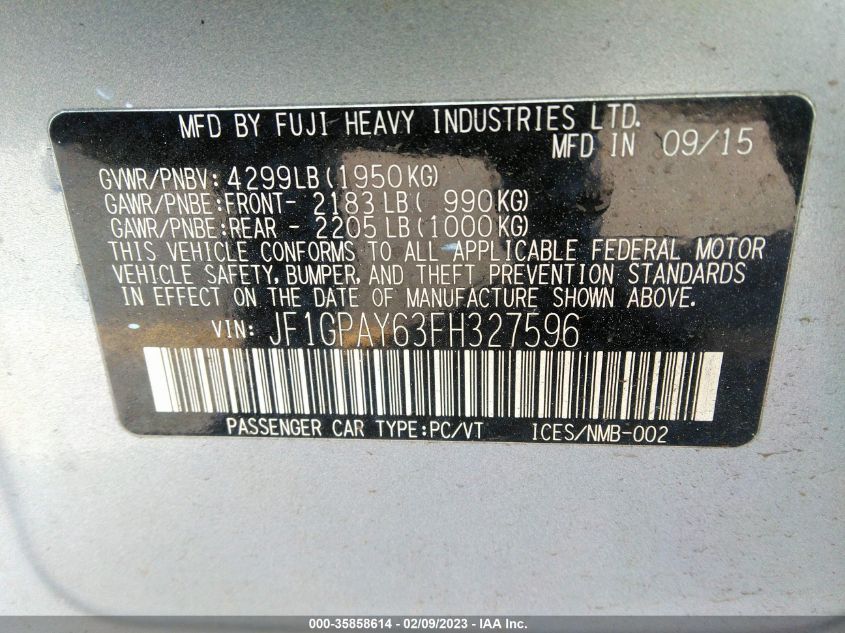 MFD BY FUJI HEAVY INDUSTRIES LTD.
MFD IN 09/15
GVWR/PNBV: 4299LB(1950KG)
GAWR/PNBE:FRONT- 2183LB( 990KG)
GAWR/PNBE:REAR - 2205LB(1000KG)
THIS VEHICLE CONFORMS TO ALL APPLICABLE FEDERAL MOTOR
VEHICLE SAFETY, BUMPER, AND THEFT PREVENTION STANDARDS
IN EFFECT ON THE DATE OF MANUFACTURE SHOWN ABOVE.
VIN: JF1GPAY63FH327596
PASSENGER CAR TYPE:PC/VT ICES/NMB-002
000-35858614 - 02/09/2023 - IAA Inc.